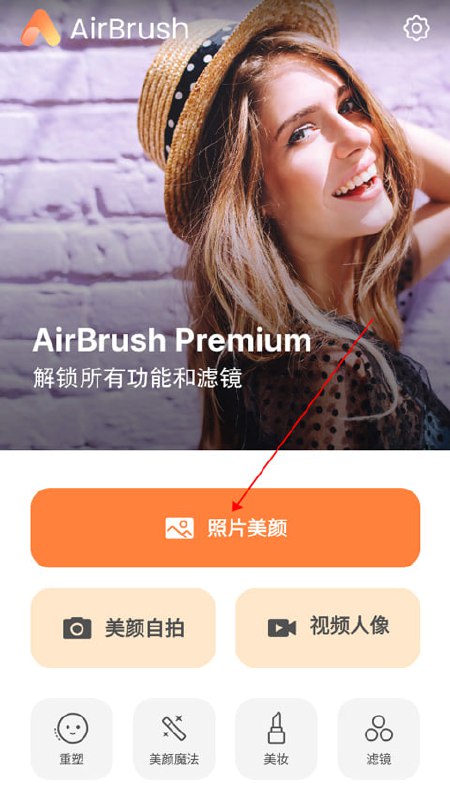 AirBrush
AirBrush Premium
解锁所有功能和滤镜
照片美颜
美颜自拍
视频人像
重塑
美颜魔法
美妆
滤镜